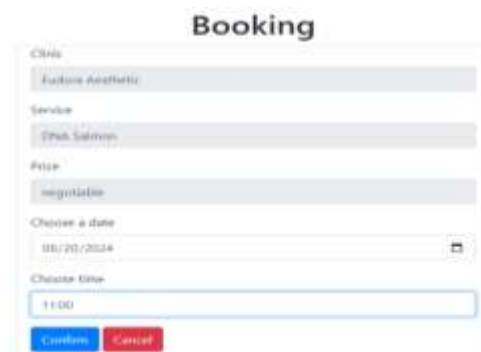 Booking
Clinic
Eudora Aesthetic
Service
DNA Salmon
Price
negotiable
Choose a date
08/20/2024
Choose time
11:00
Confirm Cancel